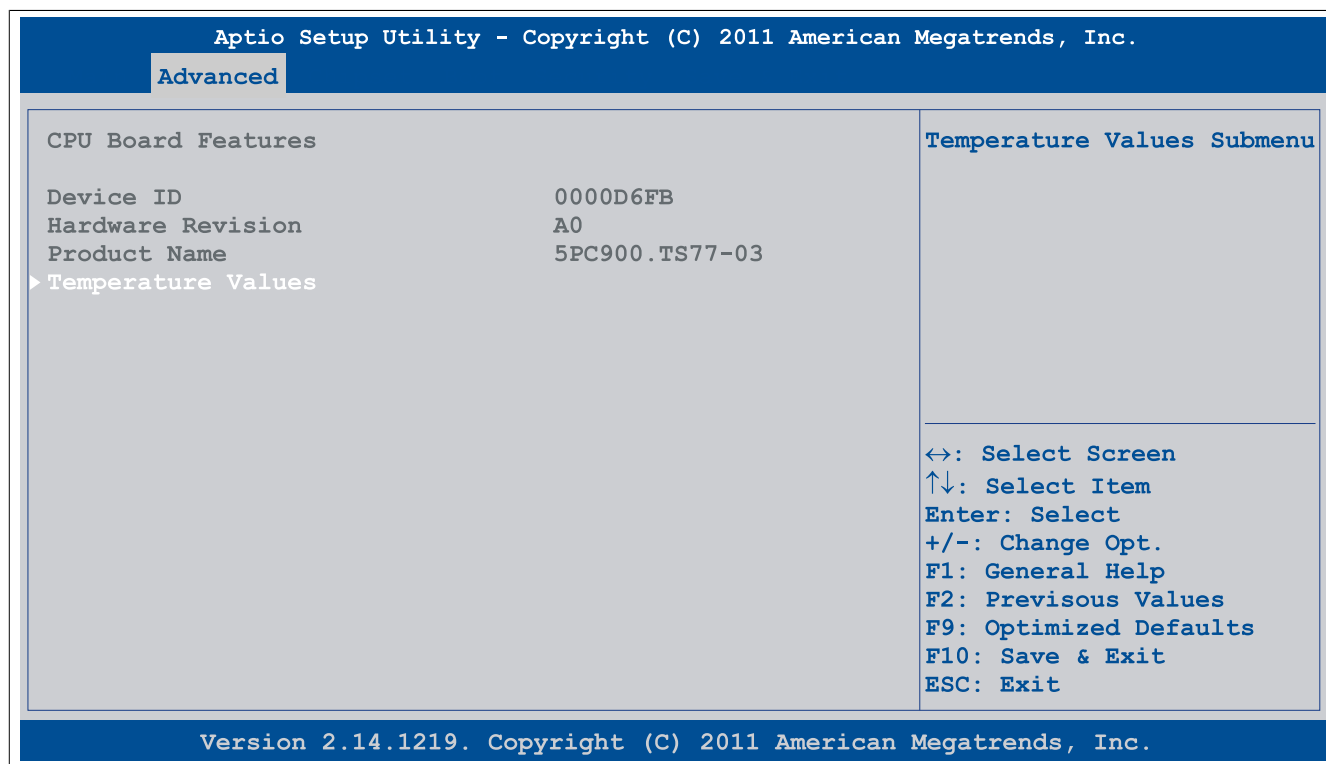 Aptio Setup Utility - Copyright (C) 2011 American Megatrends, Inc.
Advanced
CPU Board Features
Temperature Values Submenu
Device ID 0000D6FB
Hardware Revision A0
Product Name 5PC900.TS77-03
Temperature Values
↔: Select Screen
↑↓: Select Item
Enter: Select
+/-: Change Opt.
F1: General Help
F2: Previsous Values
F9: Optimized Defaults
F10: Save & Exit
ESC: Exit
Version 2.14.1219. Copyright (C) 2011 American Megatrends, Inc.